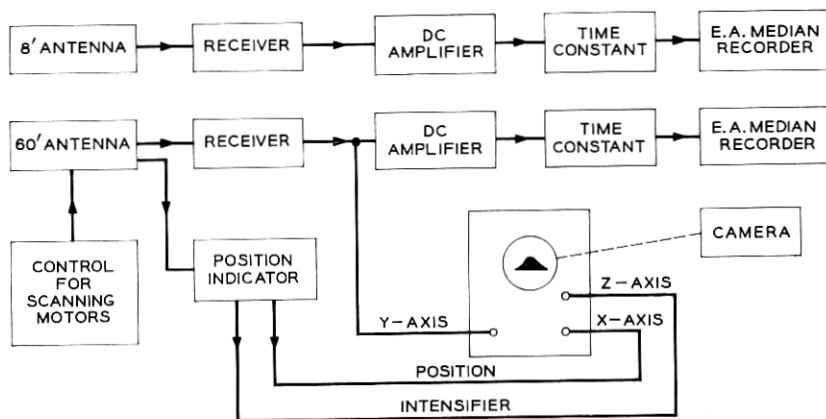 8' ANTENNA
RECEIVER
DC
AMPLIFIER
TIME
CONSTANT
E.A. MEDIAN
RECORDER
60' ANTENNA
RECEIVER
DC
AMPLIFIER
TIME
CONSTANT
E.A. MEDIAN
RECORDER
CONTROL
FOR
SCANNING
MOTORS
POSITION
INDICATOR
CAMERA
Z-AXIS
Y-AXIS
X-AXIS
POSITION
INTENSIFIER